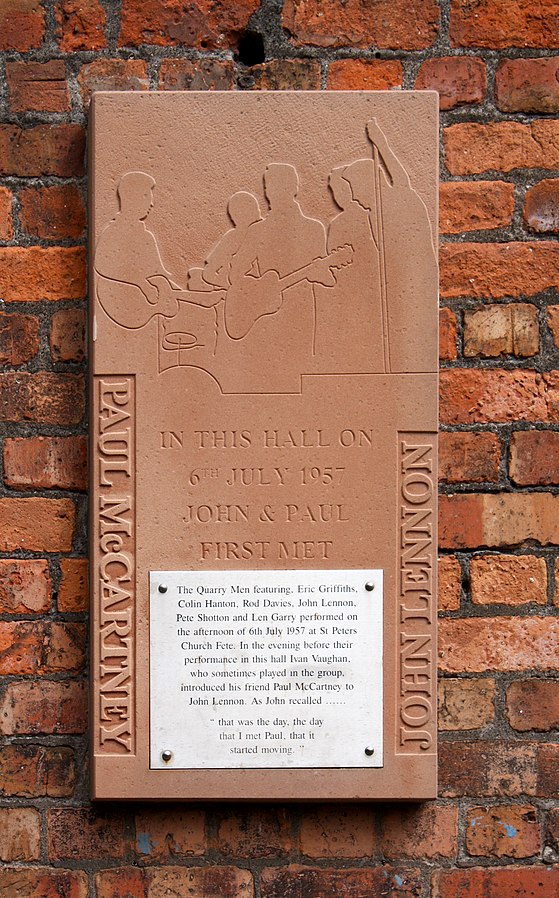 PAUL McCARTNEY
IN THIS HALL ON
6TH JULY 1957
JOHN & PAUL
FIRST MET
JOHN LENNON
The Quarry Men featuring, Eric Griffiths,
Colin Hanton, Rod Davies, John Lennon,
Pete Shotton and Len Garry performed on
the afternoon of 6th July 1957 at St Peters
Church Fete. In the evening before their
performance in this hall Ivan Vaughan,
who sometimes played in the group,
introduced his friend Paul McCartney to
John Lennon. As John recalled ......
" that was the day, the day
that I met Paul, that it
started moving. "